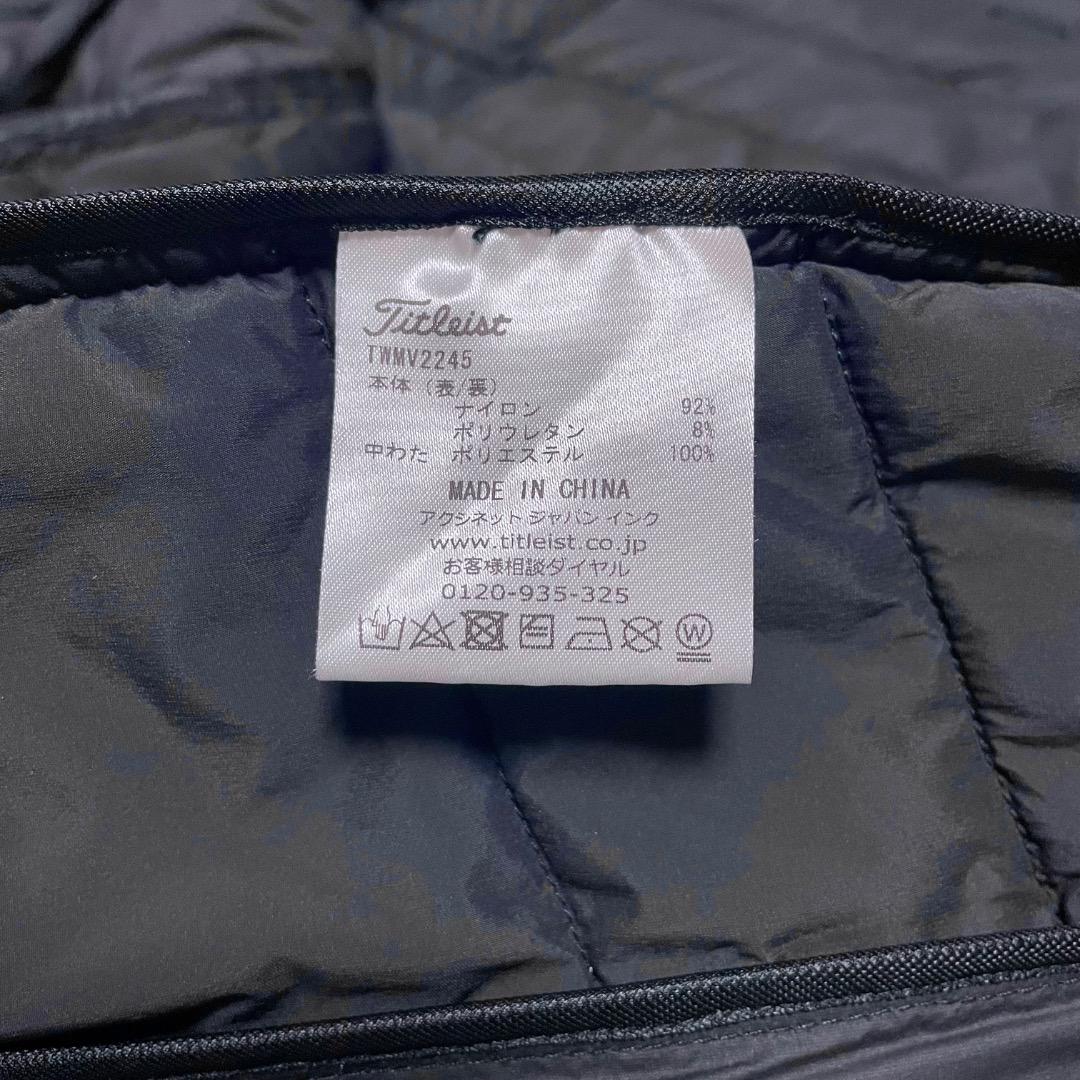 Titleist
TWMV2245
本体（表/裏）
ナイロン 92%
ポリウレタン 8%
中わた ポリエステル 100%
MADE IN CHINA
アクシネット ジャパン インク
www.titleist.co.jp
お客様相談ダイヤル
0120-935-325
W